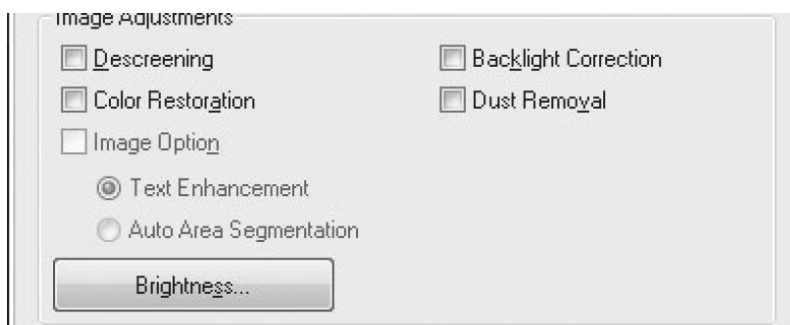 Image Adjustments
Descreening
Backlight Correction
Color Restoration
Dust Removal
Image Option
Text Enhancement
Auto Area Segmentation
Brightness...